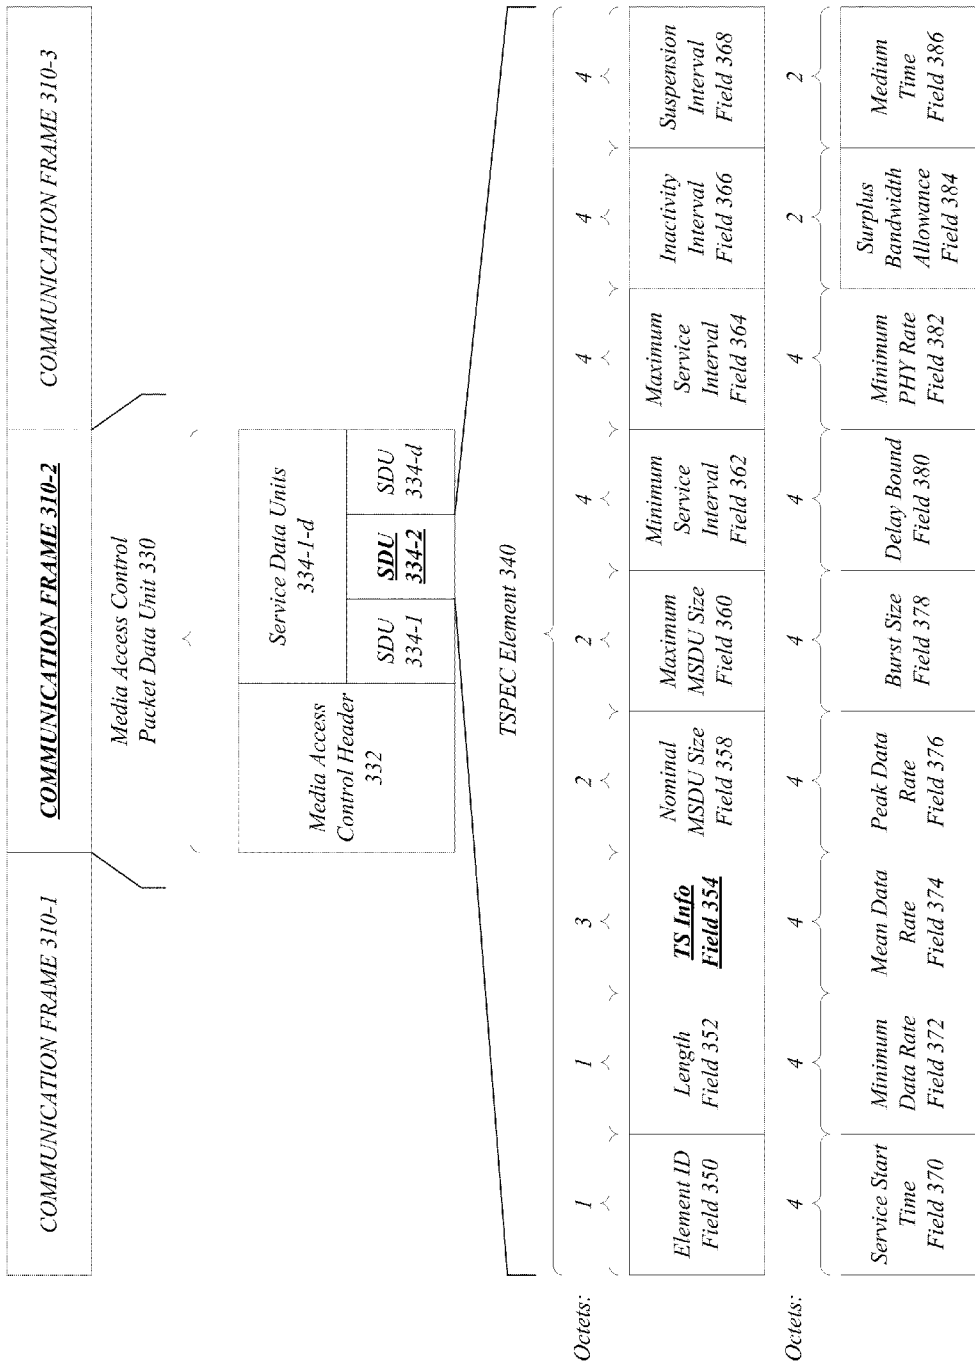 COMMUNICATION FRAME 310-1
COMMUNICATION FRAME 310-2
COMMUNICATION FRAME 310-3
Media Access Control
Packet Data Unit 330
Media Access
Control Header
332
Service Data Units
334-1-d
SDU
334-1
SDU
334-2
SDU
334-d
TSPEC Element 340
Octets:
1
1
3
2
2
4
4
4
4
Element ID
Field 350
Length
Field 352
TS Info
Field 354
Nominal
MSDU Size
Field 358
Maximum
MSDU Size
Field 360
Minimum
Service
Interval
Field 362
Maximum
Service
Interval
Field 364
Inactivity
Interval
Field 366
Suspension
Interval
Field 368
Octets:
4
4
4
4
4
4
4
2
2
Service Start
Time
Field 370
Minimum
Data Rate
Field 372
Mean Data
Rate
Field 374
Peak Data
Rate
Field 376
Burst Size
Field 378
Delay Bound
Field 380
Minimum
PHY Rate
Field 382
Surplus
Bandwidth
Allowance
Field 384
Medium
Time
Field 386